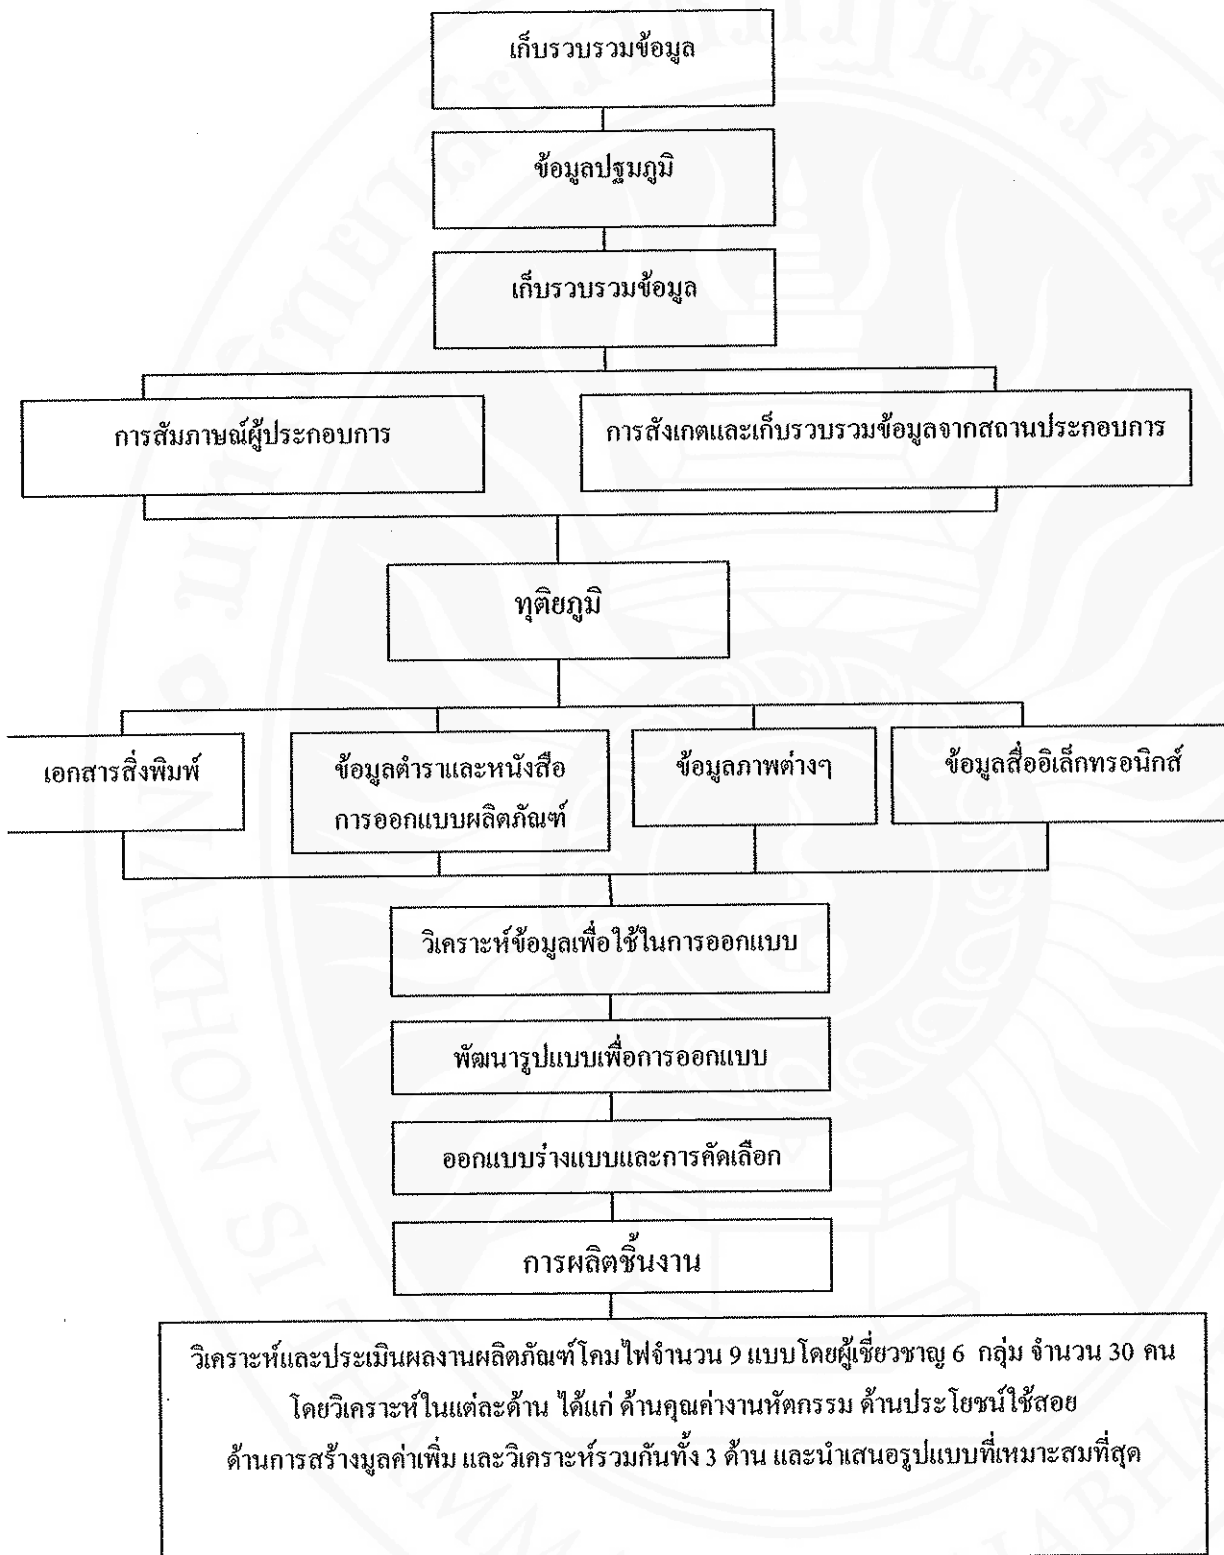 เก็บรวบรวมข้อมูล
ข้อมูลปฐมภูมิ
เก็บรวบรวมข้อมูล
การสัมภาษณ์ผู้ประกอบการ
การสังเกตและเก็บรวบรวมข้อมูลจากสถานประกอบการ
ทุติยภูมิ
เอกสารสิ่งพิมพ์
ข้อมูลตำราและหนังสือ
การออกแบบผลิตภัณฑ์
ข้อมูลภาพต่างๆ
ข้อมูลสื่ออิเล็กทรอนิกส์
วิเคราะห์ข้อมูลเพื่อใช้ในการออกแบบ
พัฒนารูปแบบเพื่อการออกแบบ
ออกแบบร่างแบบและการคัดเลือก
การผลิตชิ้นงาน
วิเคราะห์และประเมินผลงานผลิตภัณฑ์โคมไฟจำนวน 9 แบบโดยผู้เชี่ยวชาญ 6 กลุ่ม จำนวน 30 คน
โดยวิเคราะห์ในแต่ละด้าน ได้แก่ ด้านคุณค่างานหัตกรรม ด้านประโยชน์ใช้สอย
ด้านการสร้างมูลค่าเพิ่ม และวิเคราะห์รวมกันทั้ง 3 ด้าน และนำเสนอรูปแบบที่เหมาะสมที่สุด